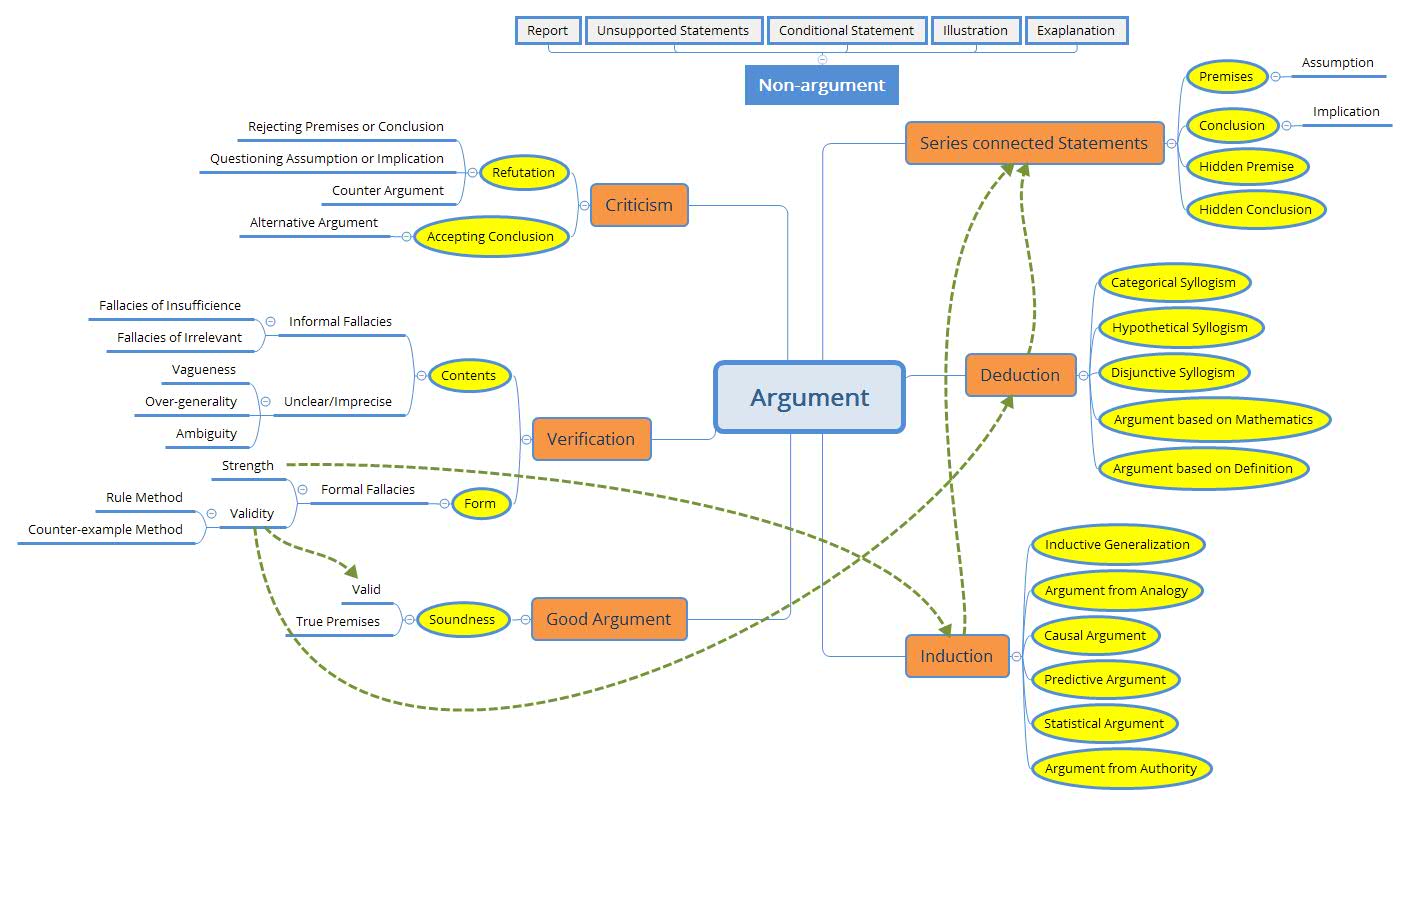 Report
Unsupported Statements
Conditional Statement
Illustration
Exaplanation
Non-argument
Argument
Series connected Statements
Premises
Assumption
Conclusion
Implication
Hidden Premise
Hidden Conclusion
Deduction
Categorical Syllogism
Hypothetical Syllogism
Disjunctive Syllogism
Argument based on Mathematics
Argument based on Definition
Induction
Inductive Generalization
Argument from Analogy
Causal Argument
Predictive Argument
Statistical Argument
Argument from Authority
Criticism
Refutation
Rejecting Premises or Conclusion
Questioning Assumption or Implication
Counter Argument
Accepting Conclusion
Alternative Argument
Verification
Contents
Informal Fallacies
Fallacies of Insufficience
Fallacies of Irrelevant
Unclear/Imprecise
Vagueness
Over-generality
Ambiguity
Form
Formal Fallacies
Strength
Validity
Rule Method
Counter-example Method
Good Argument
Soundness
Valid
True Premises